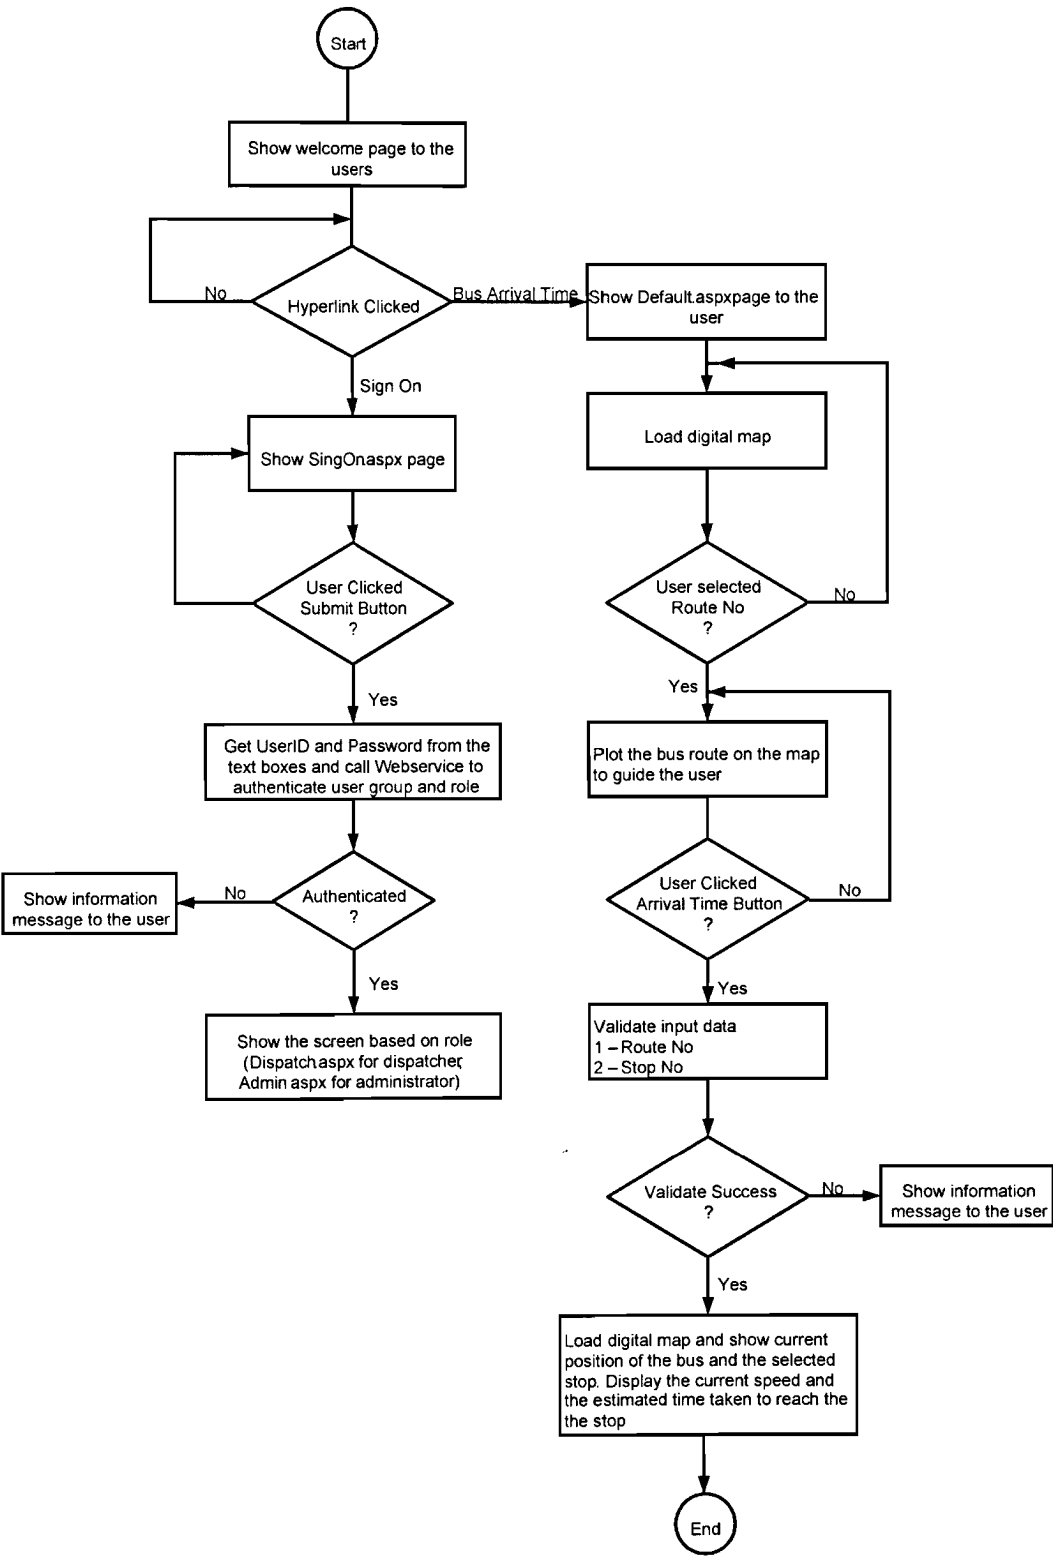 Start
Show welcome page to the
users
No
Hyperlink Clicked
Bus Arrival Time
Show Default.aspxpage to the
user
Sign On
Load digital map
Show SingOn.aspx page
User Clicked
Submit Button
?
User selected
Route No
?
No
Yes
Yes
Get UserID and Password from the
text boxes and call Webservice to
authenticate user group and role
Plot the bus route on the map
to guide the user
Authenticated
?
No
Show information
message to the user
User Clicked
Arrival Time Button
?
No
Yes
Yes
Show the screen based on role
(Dispatch.aspx for dispatcher,
Admin.aspx for administrator)
Validate input data
1 – Route No
2 – Stop No
Validate Success
?
No
Show information
message to the user
Yes
Load digital map and show current
position of the bus and the selected
stop. Display the current speed and
the estimated time taken to reach the
the stop
End